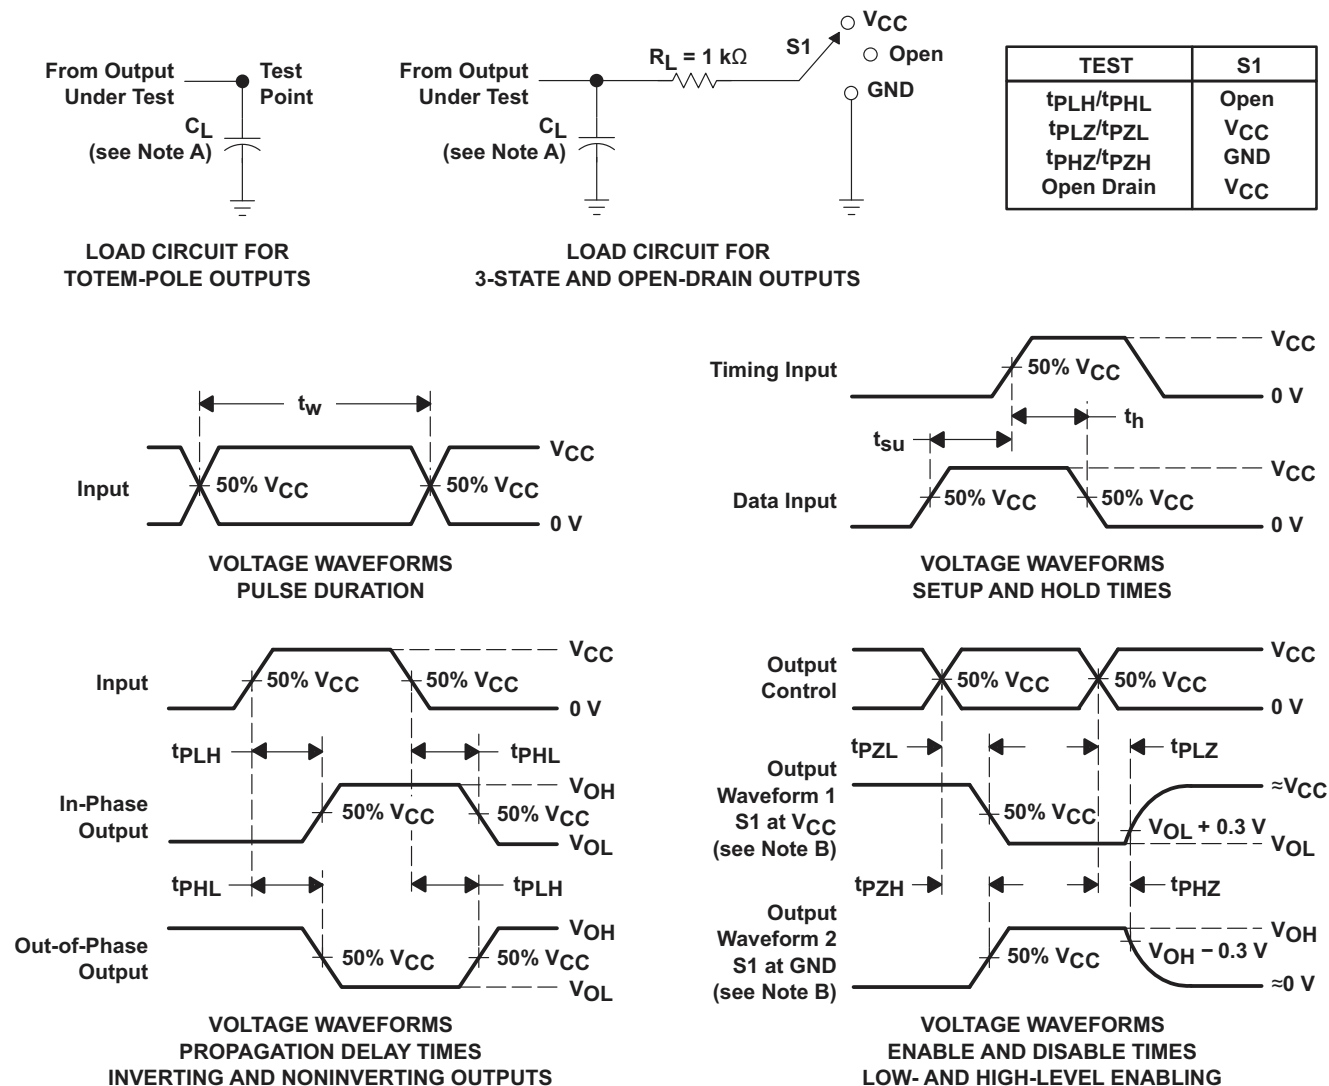 From Output
Under Test
Test
Point
CL
(see Note A)
LOAD CIRCUIT FOR
TOTEM-POLE OUTPUTS
From Output
Under Test
RL = 1 kΩ
S1
VCC
Open
GND
CL
(see Note A)
LOAD CIRCUIT FOR
3-STATE AND OPEN-DRAIN OUTPUTS
TEST S1
tPLH/tPHL Open
tPLZ/tPZL VCC
tPHZ/tPZH GND
Open Drain VCC
tw
Input
50% VCC
50% VCC
VCC
0 V
VOLTAGE WAVEFORMS
PULSE DURATION
Timing Input
50% VCC
VCC
0 V
th
tsu
Data Input
50% VCC
50% VCC
VCC
0 V
VOLTAGE WAVEFORMS
SETUP AND HOLD TIMES
Input
50% VCC
50% VCC
VCC
0 V
tPLH
tPHL
In-Phase
Output
50% VCC
50% VCC
VOH
VOL
tPHL
tPLH
Out-of-Phase
Output
50% VCC
50% VCC
VOH
VOL
VOLTAGE WAVEFORMS
PROPAGATION DELAY TIMES
INVERTING AND NONINVERTING OUTPUTS
Output
Control
50% VCC
50% VCC
VCC
0 V
tPZL
tPLZ
Output
Waveform 1
S1 at VCC
(see Note B)
50% VCC
VOL + 0.3 V
≈VCC
VOL
tPZH
tPHZ
Output
Waveform 2
S1 at GND
(see Note B)
50% VCC
VOH − 0.3 V
VOH
≈0 V
VOLTAGE WAVEFORMS
ENABLE AND DISABLE TIMES
LOW- AND HIGH-LEVEL ENABLING